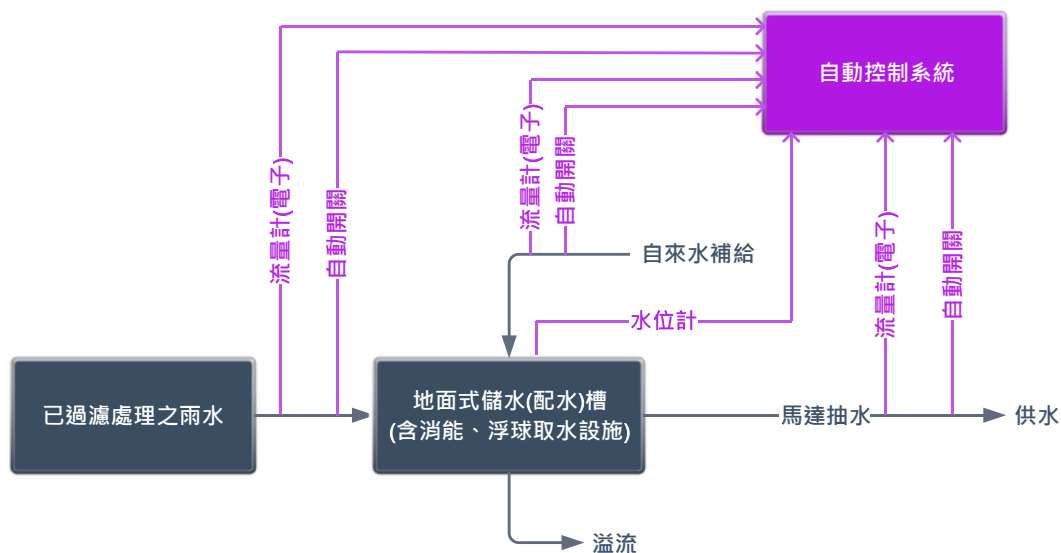 自動控制系統
流量計(電子)
自動開關
流量計(電子)
自動開關
自來水補給
水位計
流量計(電子)
自動開關
已過濾處理之雨水
地面式儲水(配水)槽
(含消能、浮球取水設施)
馬達抽水
供水
溢流